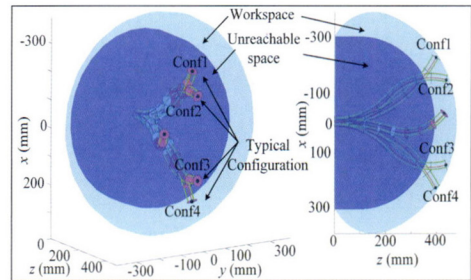 Workspace
Unreachable space
Typical Configuration
-300
-100
0
200
x (mm)
Conf1
Conf2
Conf3
Conf4
0
200
400
z (mm)
-300
-100
0
100
300
y (mm)
-300
-100
0
100
300
x (mm)
Conf1
Conf2
Conf3
Conf4
0
200
400
z (mm)